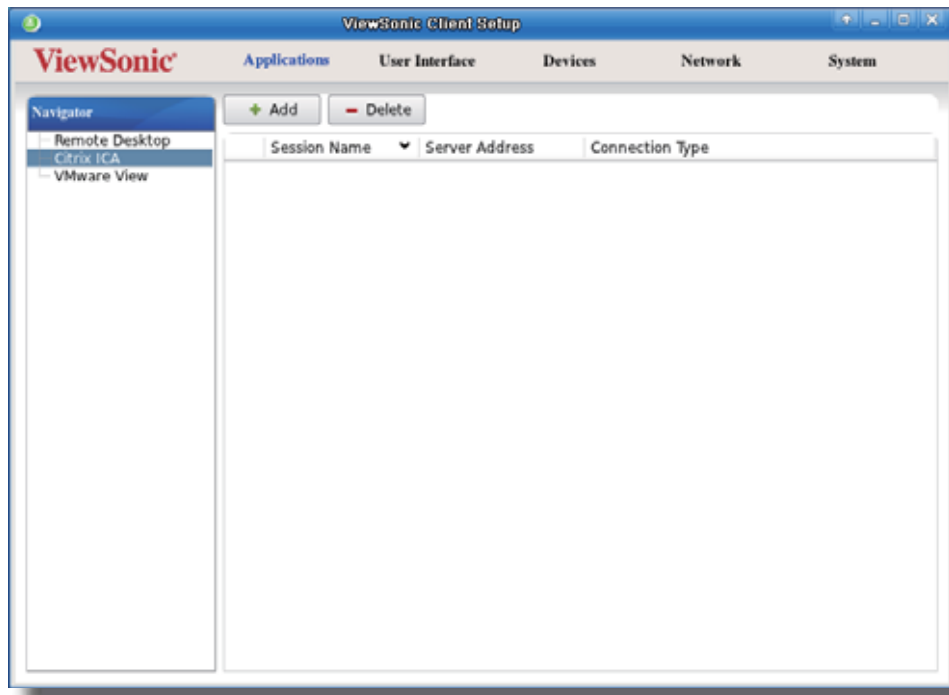 ViewSonic Client Setup
ViewSonic®
Applications User Interface Devices Network System
Navigator
Remote Desktop
Citrix ICA
VMware View
Add Delete
Session Name Server Address Connection Type